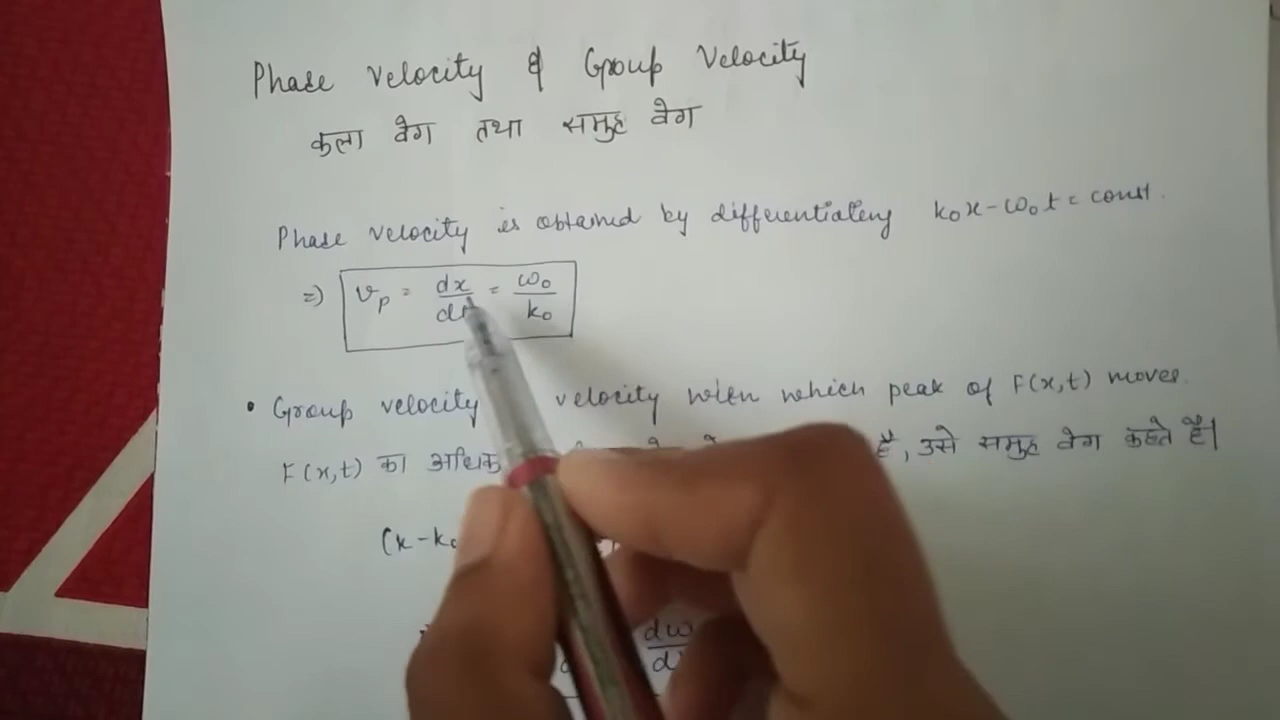 Phase Velocity & Group Velocity
कला वेग तथा समुह वेग
Phase velocity is obtained by differentiating k₀x-ω₀t = const.
=) vₚ = dx/dt = ω₀/k₀
• Group velocity velocity with which peak of F(x,t) moves.
F(x,t) का है, उसे समुह वेग कहते है।
(k-k₀
dω